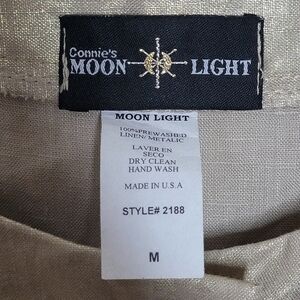 Connie's
MOON LIGHT
MOON LIGHT
100%PREWASHED
LINEN/ METALIC
LAVER EN
SECO
DRY CLEAN
HAND WASH
MADE IN U.S.A
STYLE# 2188
M